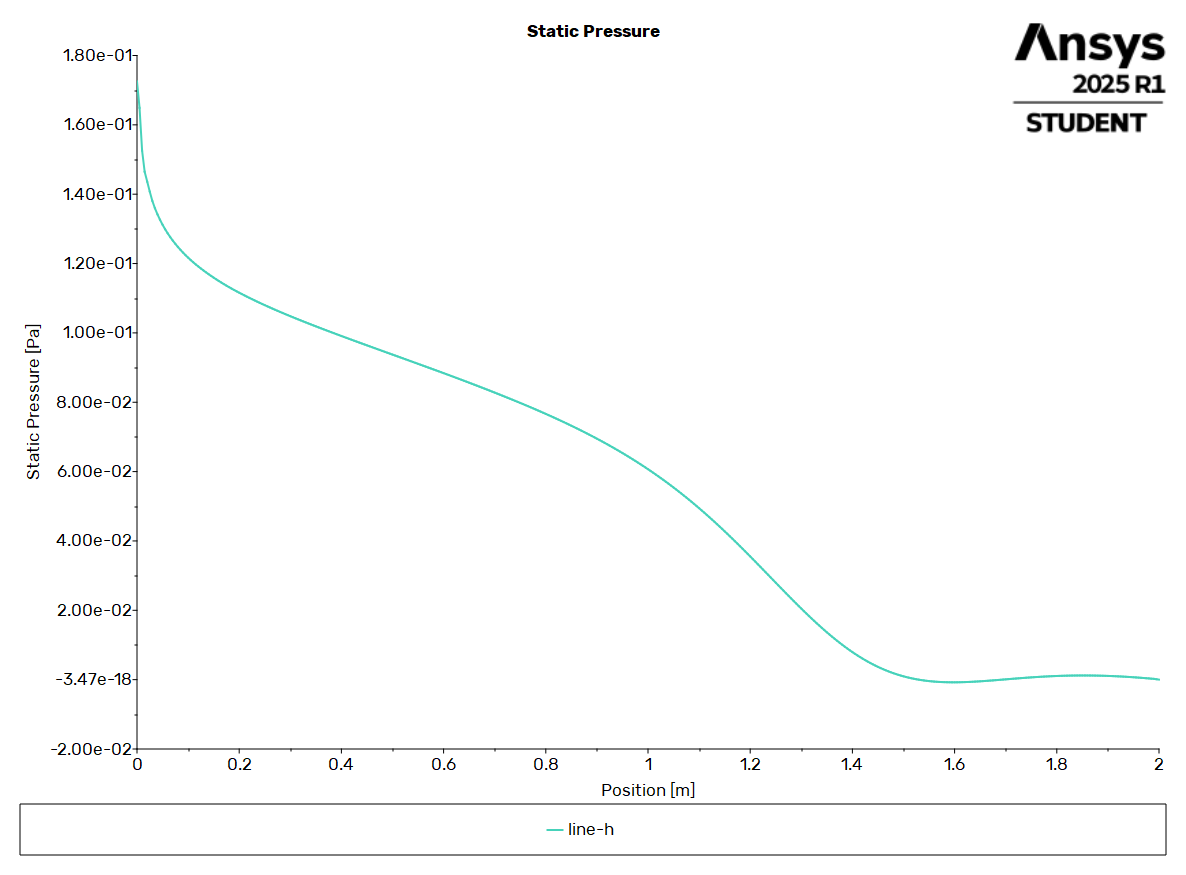 Static Pressure
Ansys
2025 R1
STUDENT
1.80e-01
1.60e-01
1.40e-01
1.20e-01
1.00e-01
8.00e-02
6.00e-02
4.00e-02
2.00e-02
-3.47e-18
-2.00e-02
Static Pressure [Pa]
0 0.2 0.4 0.6 0.8 1 1.2 1.4 1.6 1.8 2
Position [m]
line-h